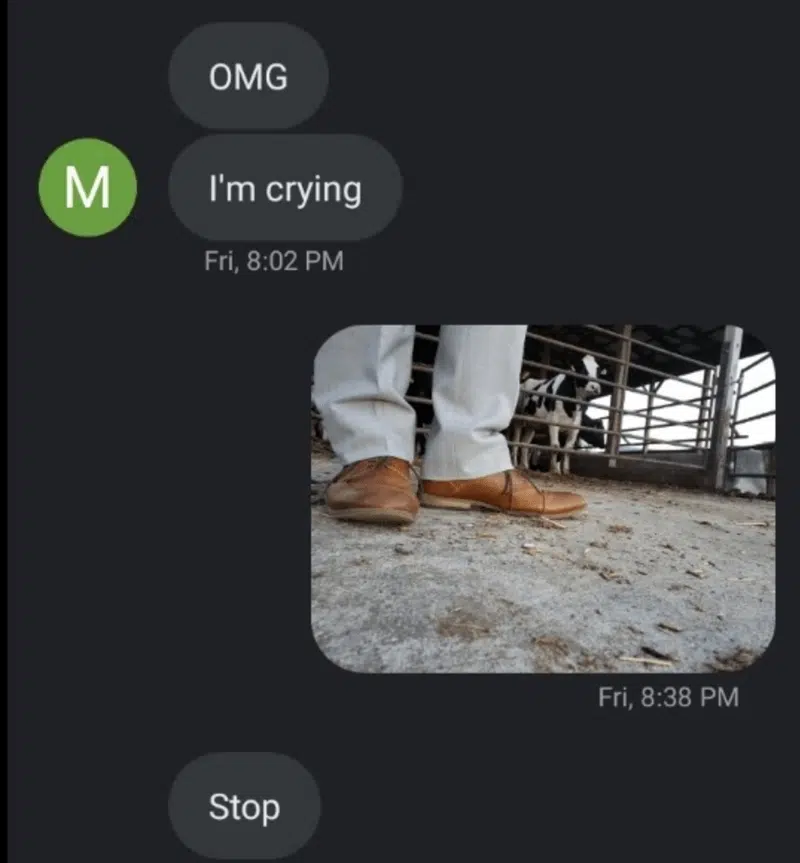 OMG
M
I'm crying
Fri, 8:02 PM
Fri, 8:38 PM
Stop